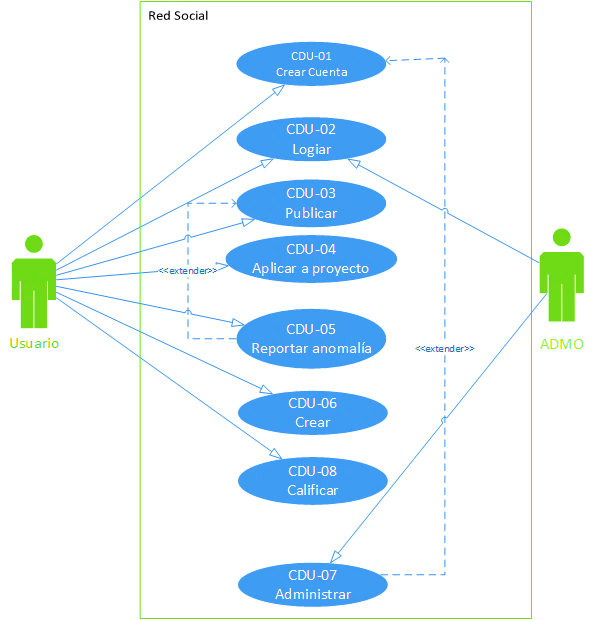 Red Social
CDU-01
Crear Cuenta
CDU-02
Logiar
CDU-03
Publicar
CDU-04
Aplicar a proyecto
<<extender>>
CDU-05
Reportar anomalía
Usuario
<<extender>>
ADMO
CDU-06
Crear
CDU-08
Calificar
CDU-07
Administrar